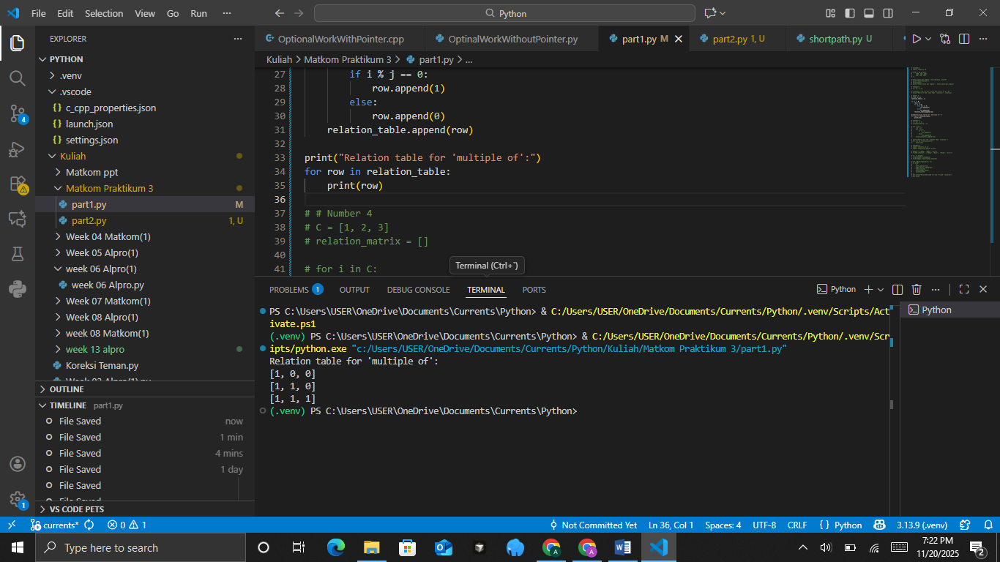 File Edit Selection View Go Run ··· Python
EXPLORER ···
PYTHON
.venv
.vscode
{} c_cpp_properties.json
{} launch.json
{} settings.json
Kuliah
Matkom ppt
Matkom Praktikum 3
part1.py M
part2.py 1, U
Week 04 Matkom(1)
Week 05 Alpro(1)
week 06 Alpro(1)
week 06 Alpro.py
Week 07 Matkom(1)
Week 08 Alpro(1)
week 08 Matkom(1)
week 13 alpro
Koreksi Teman.py
OUTLINE
TIMELINE part1.py
File Saved now
File Saved 1 min
File Saved 4 mins
File Saved 1 day
File Saved
VS CODE PETS
OptionalWorkWithPointer.cpp OptinalWorkWithoutPointer.py part1.py M part2.py 1, U shortpath.py U
Kuliah > Matkom Praktikum 3 > part1.py > ...
27 if i % j == 0:
28 row.append(1)
29 else:
30 row.append(0)
31 relation_table.append(row)
32
33 print("Relation table for 'multiple of':")
34 for row in relation_table:
35 print(row)
36
37 # # Number 4
38 # C = [1, 2, 3]
39 # relation_matrix = []
40
41 # for i in C:
Terminal (Ctrl+`)
PROBLEMS 1 OUTPUT DEBUG CONSOLE TERMINAL PORTS Python
Python
PS C:\Users\USER\OneDrive\Documents\Currents\Python> & C:/Users/USER/OneDrive/Documents/Currents/Python/.venv/Scripts/Act
ivate.ps1
(.venv) PS C:\Users\USER\OneDrive\Documents\Currents\Python> & C:/Users/USER/OneDrive/Documents/Currents/Python/.venv/Scr
ipts/python.exe "c:/Users/USER/OneDrive/Documents/Currents/Python/Kuliah/Matkom Praktikum 3/part1.py"
Relation table for 'multiple of':
[1, 0, 0]
[1, 1, 0]
[1, 1, 1]
(.venv) PS C:\Users\USER\OneDrive\Documents\Currents\Python>
4
1
currents* 0 1 Not Committed Yet Ln 36, Col 1 Spaces: 4 UTF-8 CRLF {} Python 3.13.9 (.venv)
Type here to search
7:22 PM
11/20/2025
2